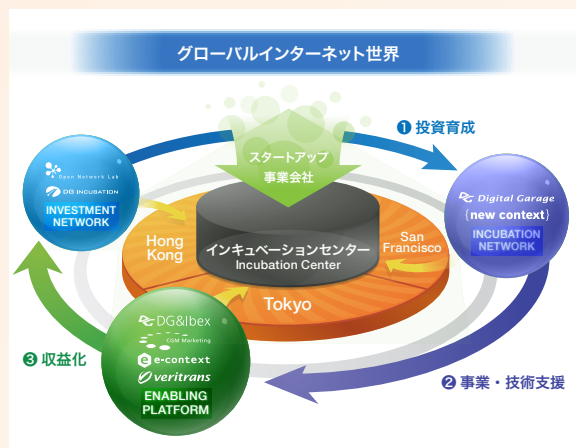 グローバルインターネット世界
❶ 投資育成
スタートアップ
事業会社
Open Network Lab
DG INCUBATION
INVESTMENT
NETWORK
Digital Garage
{new context}
INCUBATION
NETWORK
Hong
Kong
インキュベーションセンター
Incubation Center
San
Francisco
Tokyo
DG&Ibex
CGM Marketing
e-context
veritrans
ENABLING
PLATFORM
❸ 収益化
❷ 事業・技術支援